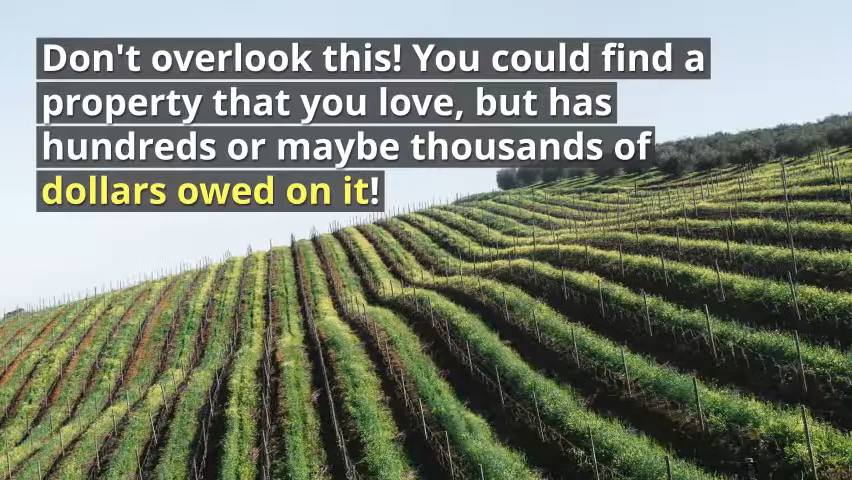 Don't overlook this! You could find a
property that you love, but has
hundreds or maybe thousands of
dollars owed on it!